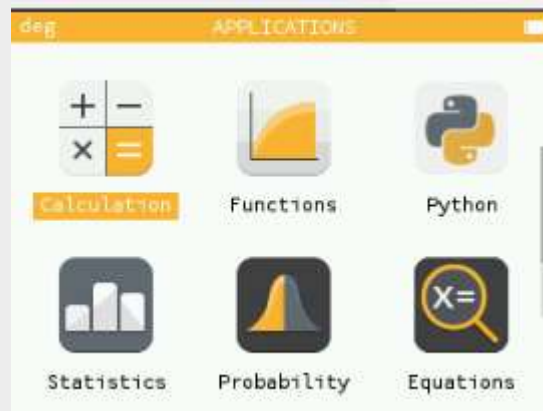 deg APPLICATIONS
+ -
× =
Calculation Functions Python
X=
Statistics Probability Equations